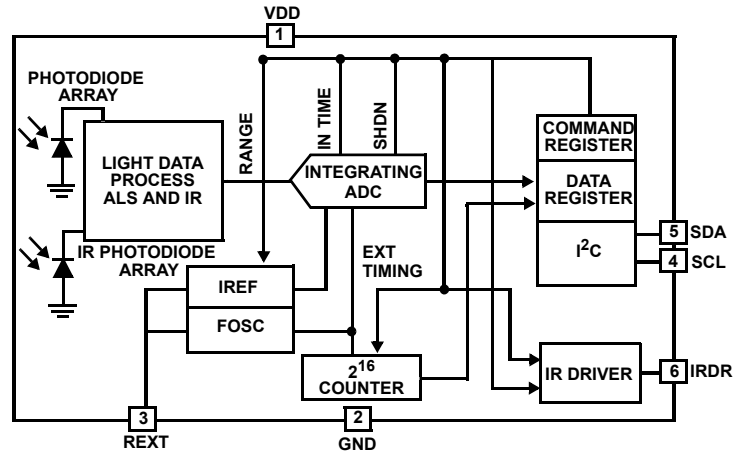 VDD
1
PHOTODIODE
ARRAY
LIGHT DATA
PROCESS
ALS AND IR
IR PHOTODIODE
ARRAY
RANGE
IN TIME
SHDN
INTEGRATING
ADC
COMMAND
REGISTER
DATA
REGISTER
I²C
5 SDA
4 SCL
EXT
TIMING
IREF
FOSC
2¹⁶
COUNTER
IR DRIVER
6 IRDR
3
REXT
2
GND